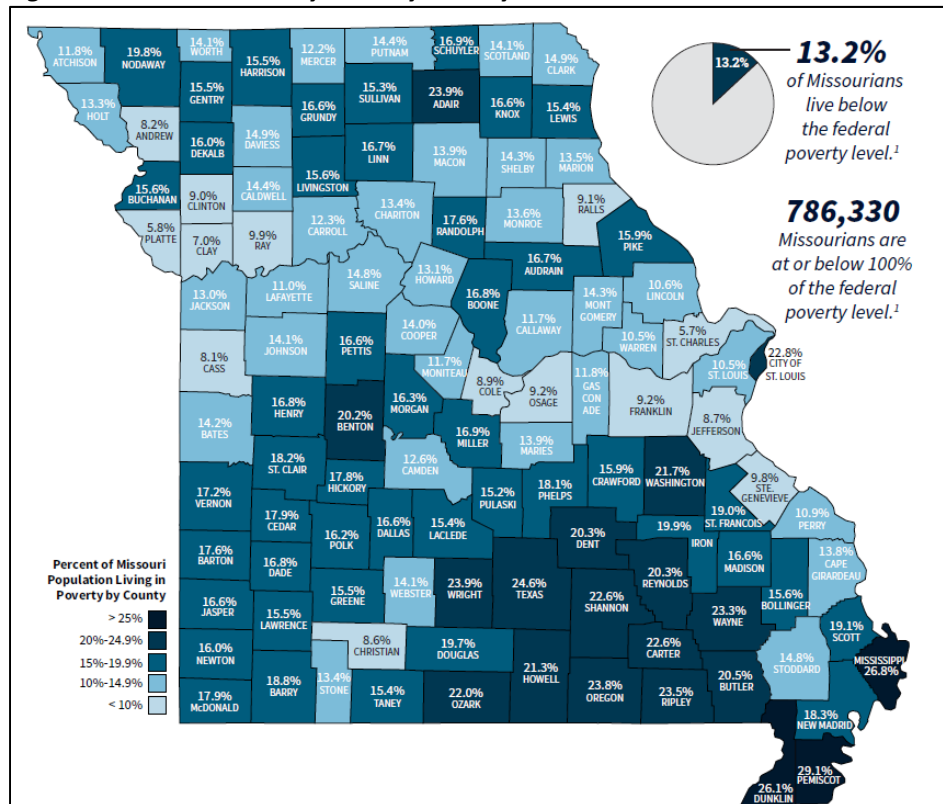 11.8%
ATCHISON
19.8%
NODAWAY
14.1%
WORTH
15.5%
HARRISON
12.2%
MERCER
14.4%
PUTNAM
16.9%
SCHUYLER
14.1%
SCOTLAND
14.9%
CLARK
13.3%
HOLT
8.2%
ANDREW
15.5%
GENTRY
16.6%
GRUNDY
15.3%
SULLIVAN
23.9%
ADAIR
16.6%
KNOX
15.4%
LEWIS
16.0%
DEKALB
14.9%
DAVIESS
15.6%
LIVINGSTON
16.7%
LINN
13.9%
MACON
14.3%
SHELBY
13.5%
MARION
15.6%
BUCHANAN
9.0%
CLINTON
14.4%
CALDWELL
12.3%
CARROLL
13.4%
CHARITON
17.6%
RANDOLPH
13.6%
MONROE
9.1%
RALLS
15.9%
PIKE
5.8%
PLATTE
7.0%
CLAY
9.9%
RAY
13.0%
JACKSON
11.0%
LAFAYETTE
14.8%
SALINE
13.1%
HOWARD
16.8%
BOONE
16.7%
AUDRAIN
11.7%
CALLAWAY
14.3%
MONT
GOMERY
10.6%
LINCOLN
10.5%
WARREN
5.7%
ST. CHARLES
10.5%
ST. LOUIS
22.8%
CITY OF
ST. LOUIS
8.1%
CASS
14.1%
JOHNSON
16.6%
PETTIS
14.0%
COOPER
11.7%
MONITEAU
8.9%
COLE
9.2%
OSAGE
11.8%
GAS
CON
ADE
9.2%
FRANKLIN
8.7%
JEFFERSON
14.2%
BATES
16.8%
HENRY
20.2%
BENTON
16.3%
MORGAN
16.9%
MILLER
13.9%
MARIES
18.2%
ST. CLAIR
17.8%
HICKORY
12.6%
CAMDEN
15.2%
PULASKI
18.1%
PHELPS
15.9%
CRAWFORD
21.7%
WASHINGTON
19.0%
ST. FRANCOIS
9.8%
STE.
GENEVIEVE
10.9%
PERRY
17.2%
VERNON
17.9%
CEDAR
16.2%
POLK
16.6%
DALLAS
15.4%
LACLEDE
20.3%
DENT
19.9%
IRON
16.6%
MADISON
13.8%
CAPE
GIRARDEAU
17.6%
BARTON
16.8%
DADE
15.5%
GREENE
14.1%
WEBSTER
23.9%
WRIGHT
24.6%
TEXAS
22.6%
SHANNON
20.3%
REYNOLDS
23.3%
WAYNE
15.6%
BOLLINGER
16.6%
JASPER
15.5%
LAWRENCE
8.6%
CHRISTIAN
19.7%
DOUGLAS
21.3%
HOWELL
22.6%
CARTER
14.8%
STODDARD
19.1%
SCOTT
MISSISSIPPI
26.8%
16.0%
NEWTON
18.8%
BARRY
13.4%
STONE
15.4%
TANEY
22.0%
OZARK
23.8%
OREGON
23.5%
RIPLEY
20.5%
BUTLER
17.9%
McDONALD
18.3%
NEW MADRID
29.1%
PEMISCOT
26.1%
DUNKLIN
13.2%
13.2%
of Missourians
live below
the federal
poverty level.¹
786,330
Missourians are
at or below 100%
of the federal
poverty level.¹
Percent of Missouri
Population Living in
Poverty by County
> 25%
20%-24.9%
15%-19.9%
10%-14.9%
< 10%